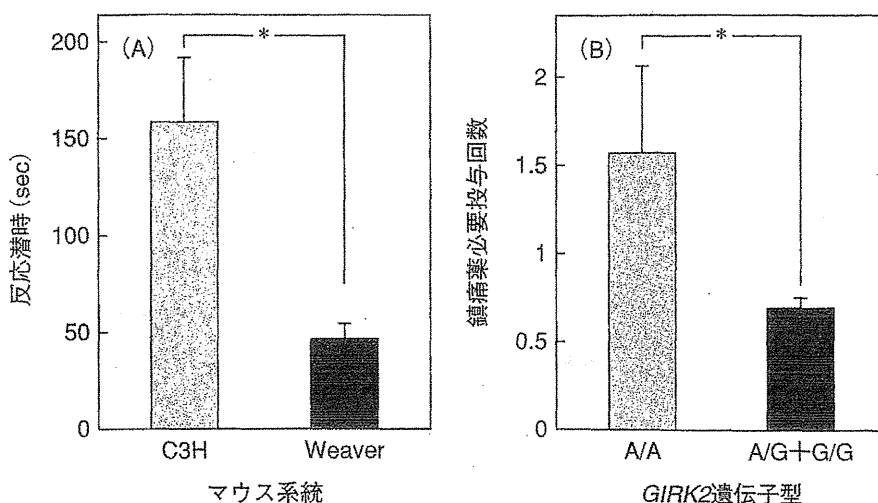 (A)
*
200
150
100
50
0
反応潜時(sec)
C3H
Weaver
マウス系統
(B)
*
2
1.5
1
0.5
0
鎮痛薬必要投与回数
A/A
A/G+G/G
GIRK2遺伝子型